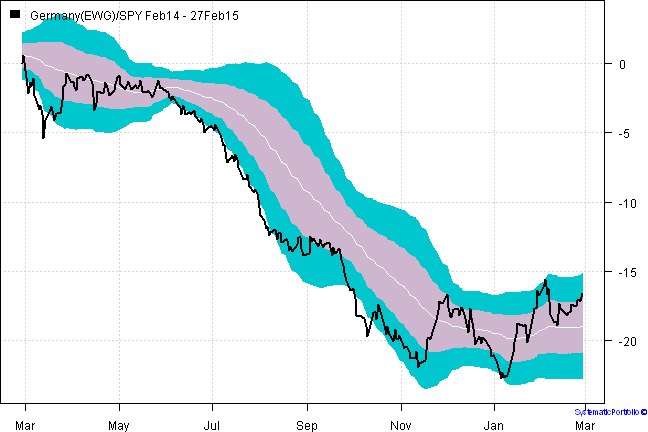 Germany(EWG)/SPY Feb14 - 27Feb15
0
-5
-10
-15
-20
Mar May Jul Sep Nov Jan Mar
SystematicPortfolio ©